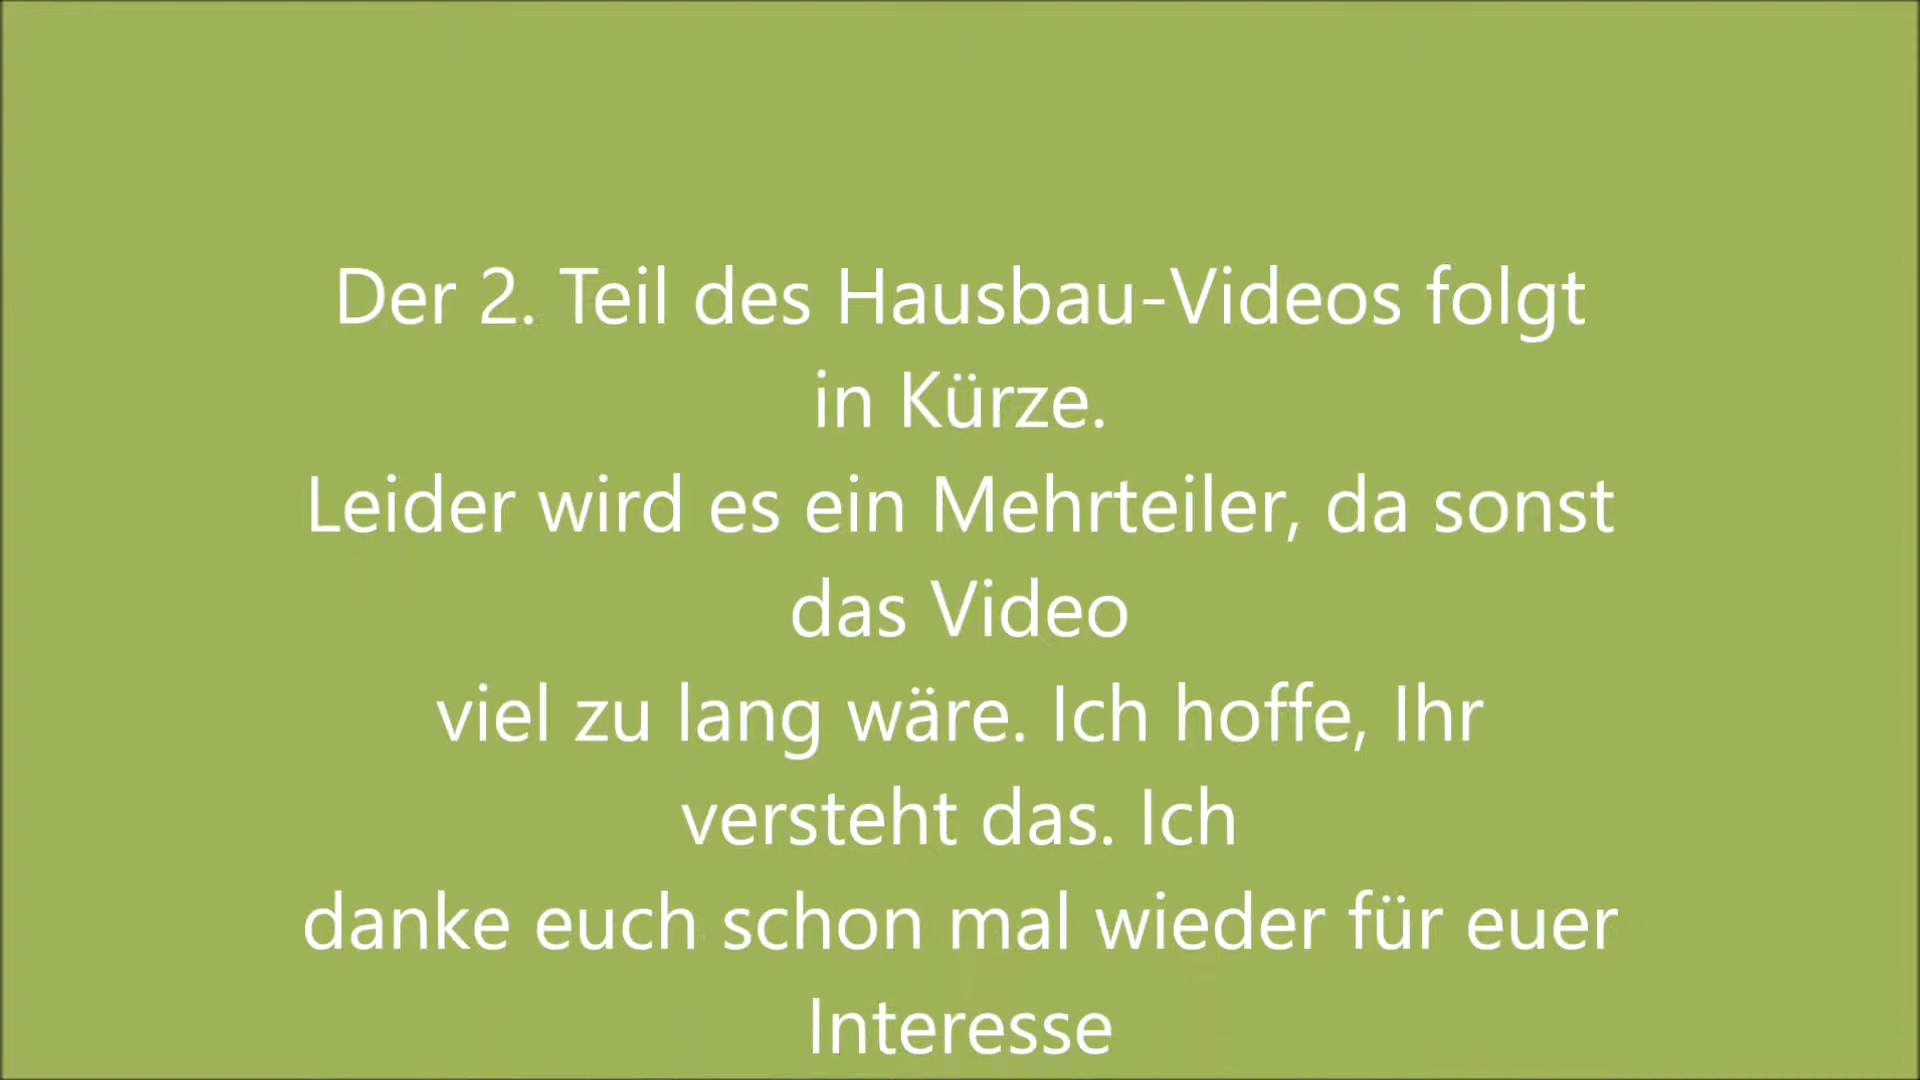 Der 2. Teil des Hausbau-Videos folgt
in Kürze.
Leider wird es ein Mehrteiler, da sonst
das Video
viel zu lang wäre. Ich hoffe, Ihr
versteht das. Ich
danke euch schon mal wieder für euer
Interesse